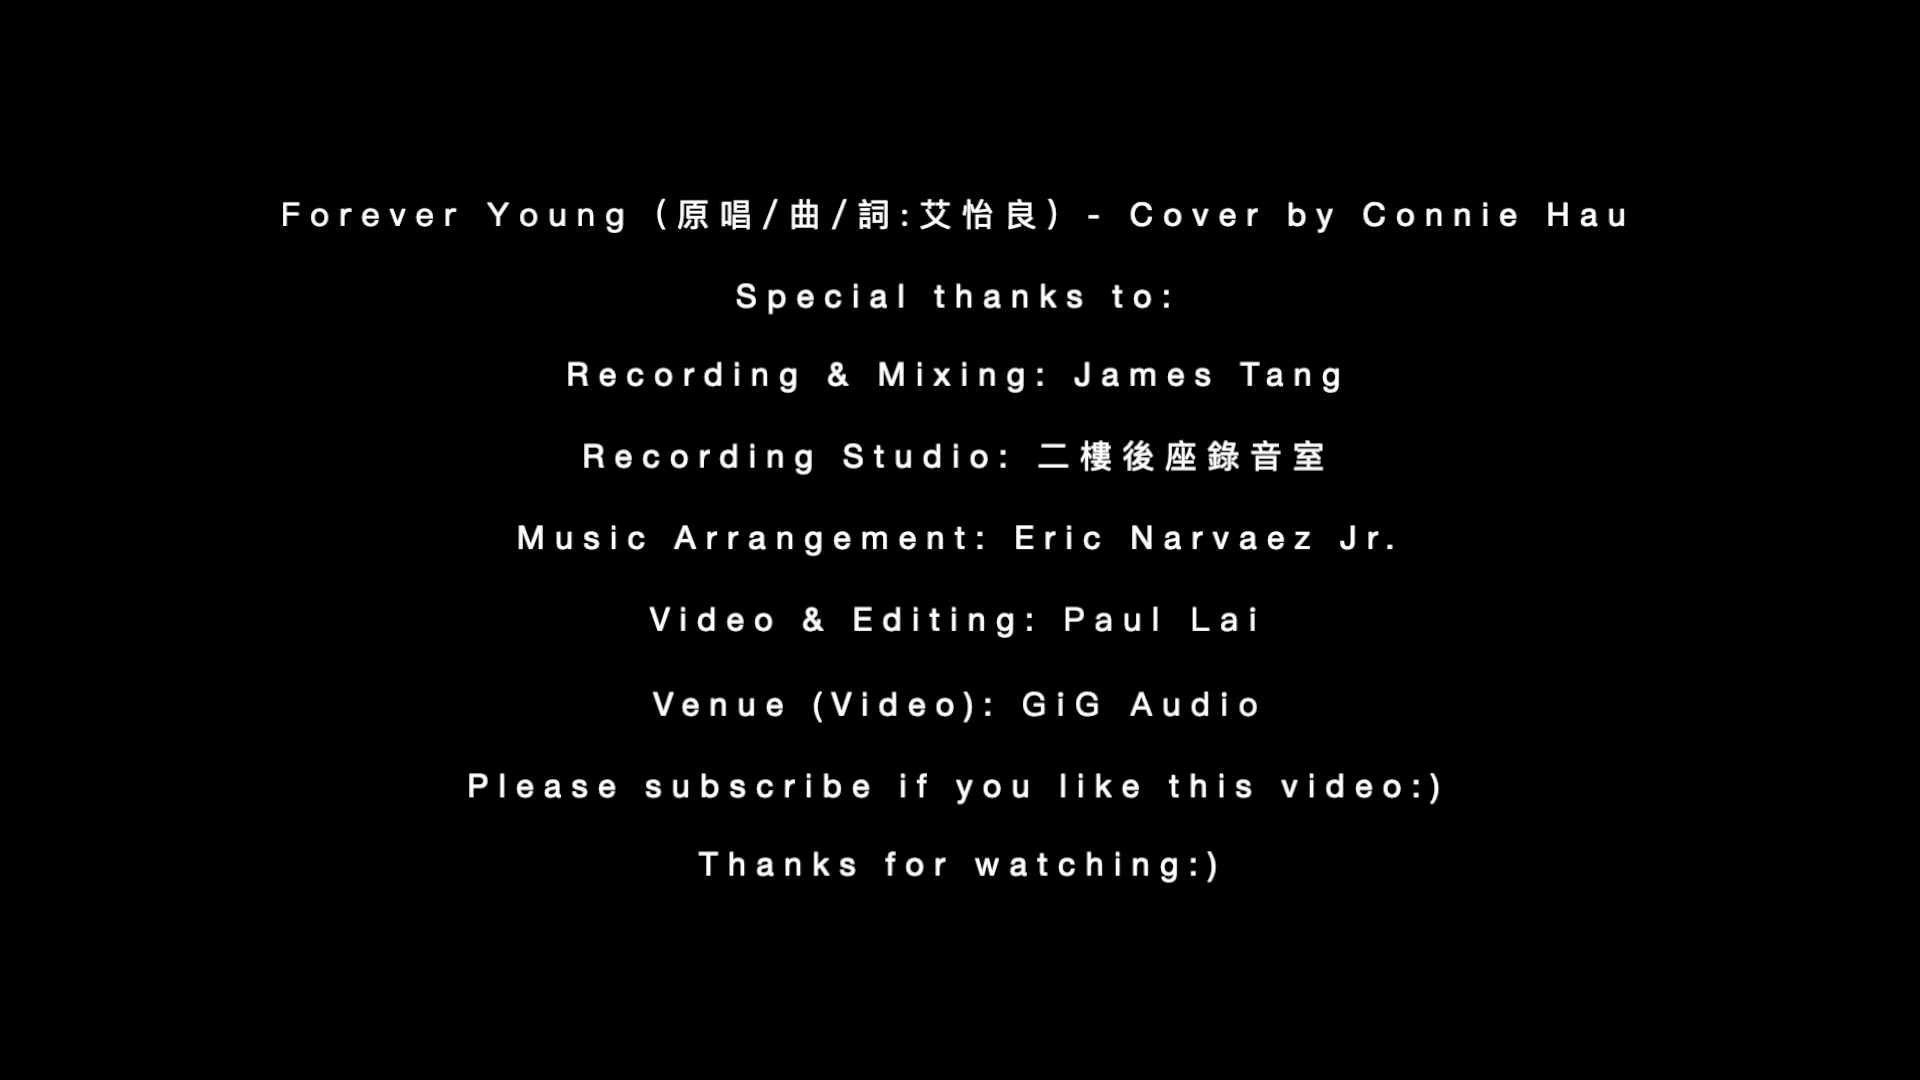 Forever Young（原唱/曲/詞:艾怡良）- Cover by Connie Hau
Special thanks to:
Recording & Mixing: James Tang
Recording Studio: 二樓後座錄音室
Music Arrangement: Eric Narvaez Jr.
Video & Editing: Paul Lai
Venue (Video): GiG Audio
Please subscribe if you like this video:)
Thanks for watching:)